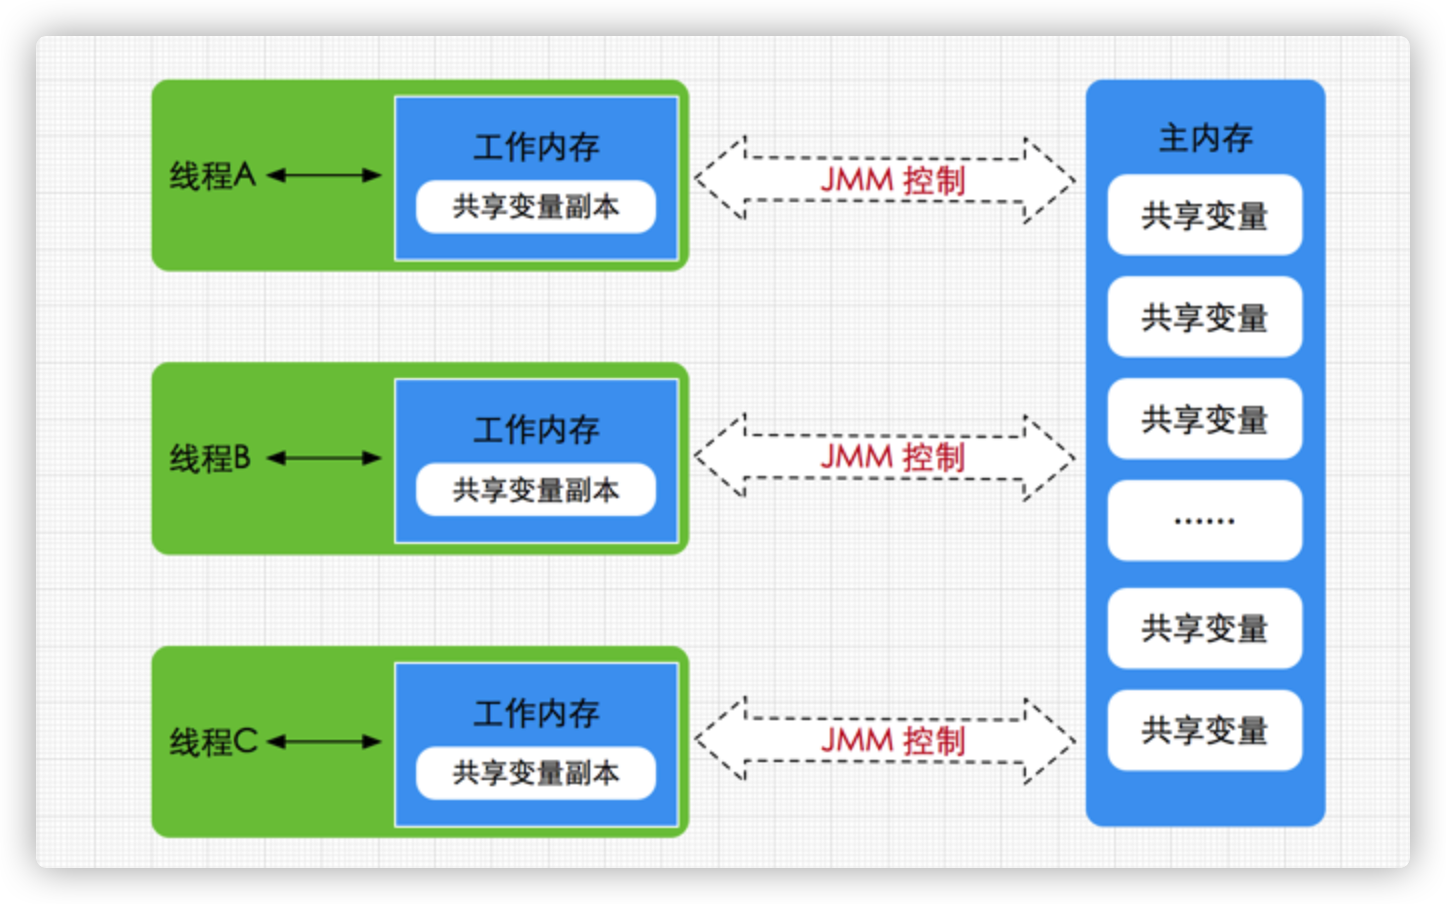 线程A
工作内存
共享变量副本
JMM 控制
线程B
工作内存
共享变量副本
JMM 控制
线程C
工作内存
共享变量副本
JMM 控制
主内存
共享变量
共享变量
共享变量
……
共享变量
共享变量